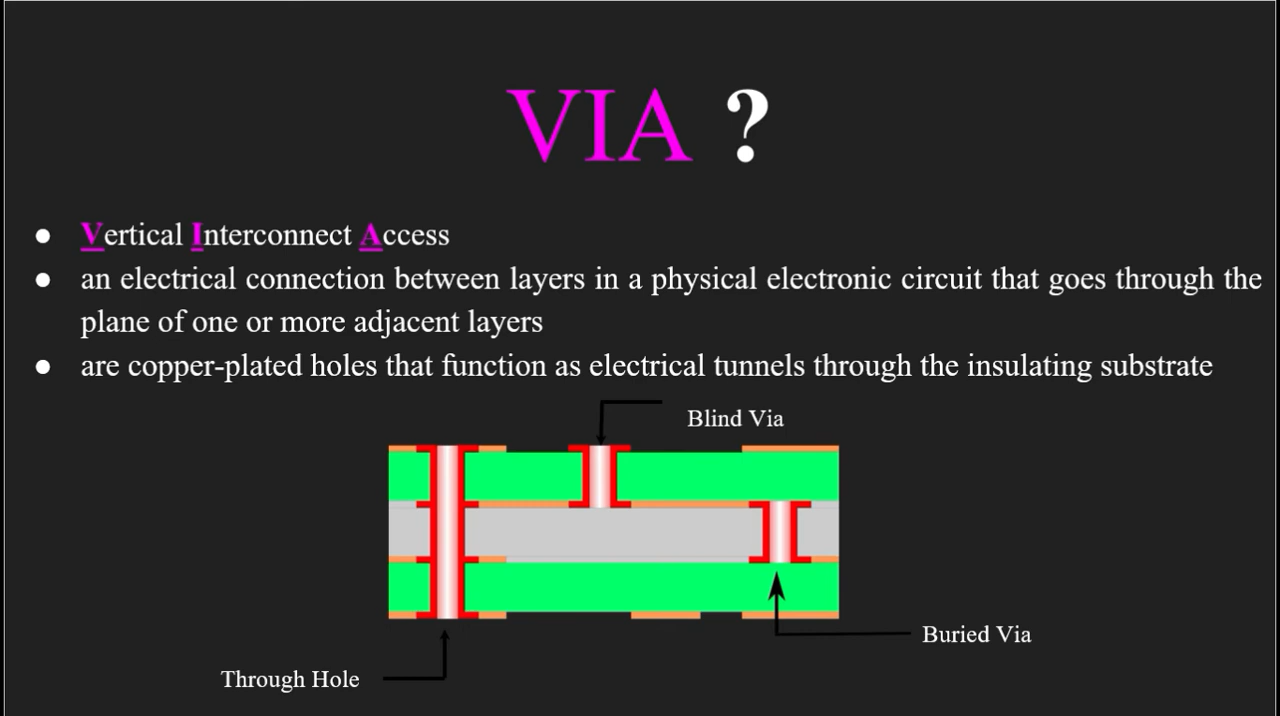 VIA ?
● Vertical Interconnect Access
● an electrical connection between layers in a physical electronic circuit that goes through the
plane of one or more adjacent layers
● are copper-plated holes that function as electrical tunnels through the insulating substrate
Blind Via
Buried Via
Through Hole